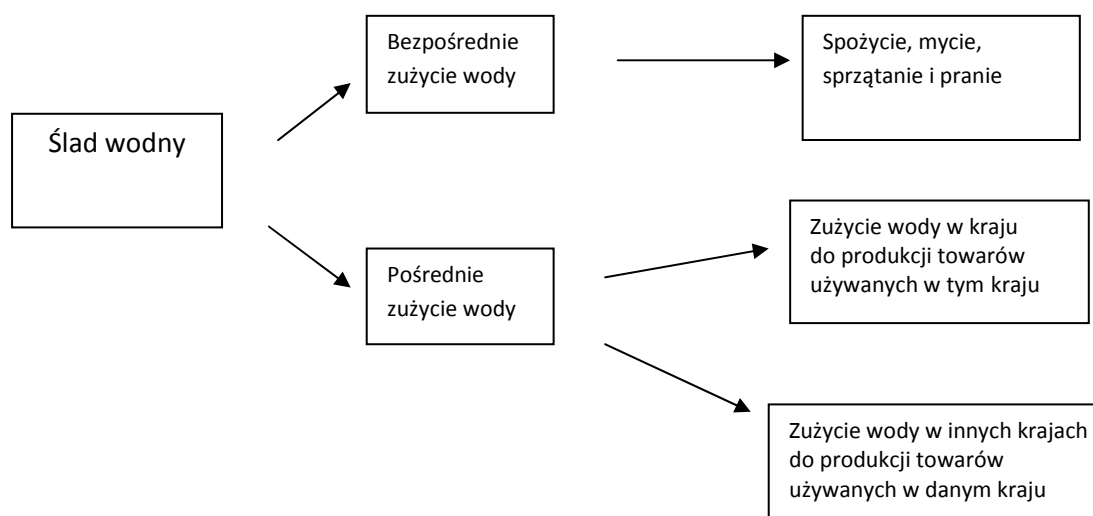 Ślad wodny
Bezpośrednie
zużycie wody
Spożycie, mycie,
sprzątanie i pranie
Pośrednie
zużycie wody
Zużycie wody w kraju
do produkcji towarów
używanych w tym kraju
Zużycie wody w innych krajach
do produkcji towarów
używanych w danym kraju